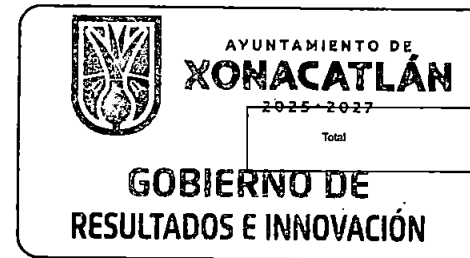 AYUNTAMIENTO DE
XONACATLÁN
2025-2027
Total
GOBIERNO DE
RESULTADOS E INNOVACIÓN